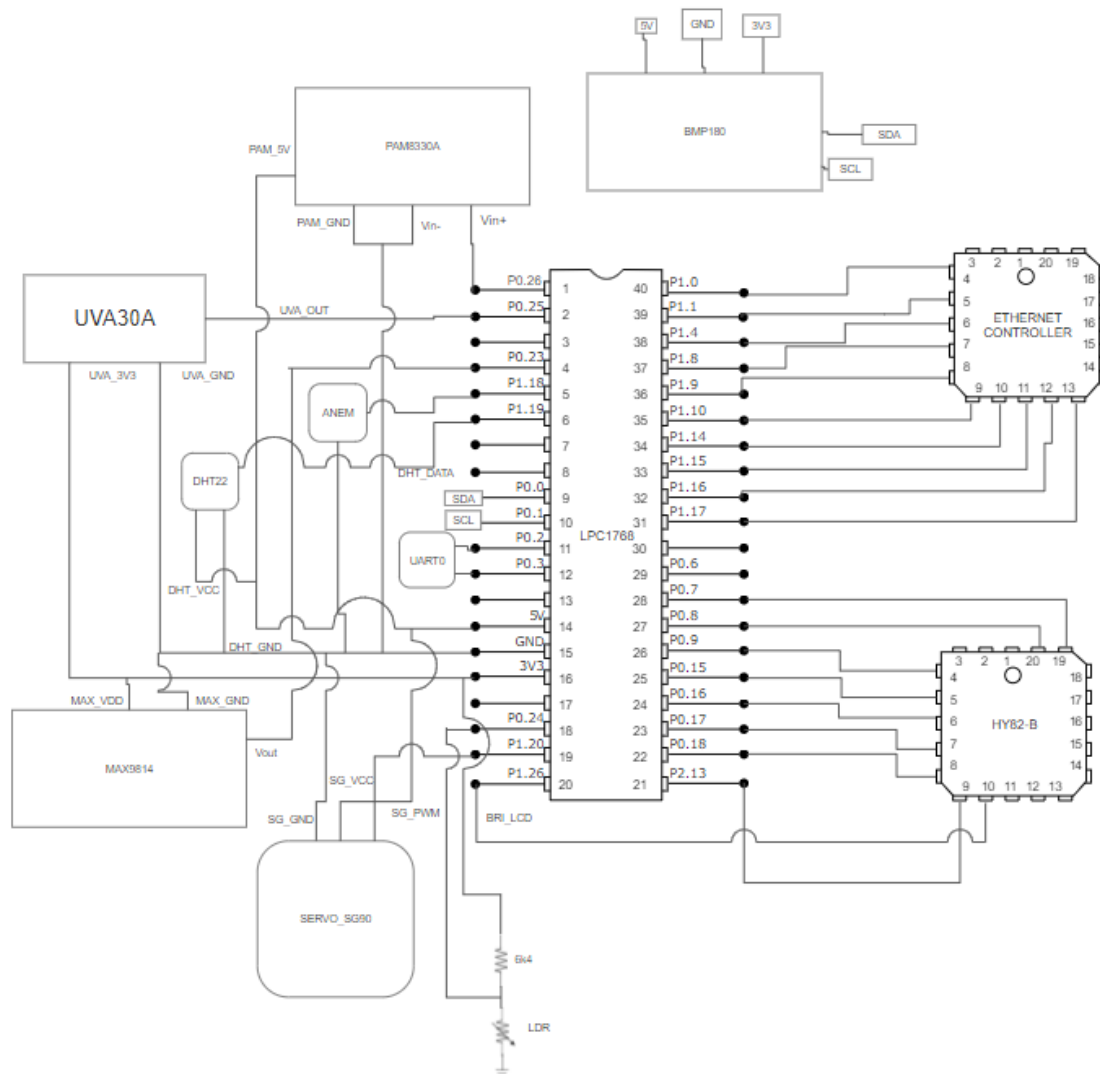 5V
GND
3V3
BMP180
SDA
SCL
PAM8330A
PAM_5V
PAM_GND
Vin-
Vin+
UVA30A
UVA_OUT
UVA_3V3
UVA_GND
ANEM
DHT22
DHT_DATA
DHT_VCC
DHT_GND
SDA
SCL
UART0
MAX_VDD
MAX_GND
MAX9814
Vout
SG_VCC
SG_GND
SG_PWM
SERVO_SG90
BRI_LCD
6k4
LDR
LPC1768
P0.26 1 40 P1.0
P0.25 2 39 P1.1
3 38 P1.4
P0.23 4 37 P1.8
P1.18 5 36 P1.9
P1.19 6 35 P1.10
7 34 P1.14
8 33 P1.15
P0.0 9 32 P1.16
P0.1 10 31 P1.17
P0.2 11 30
P0.3 12 29 P0.6
13 28 P0.7
5V 14 27 P0.8
GND 15 26 P0.9
3V3 16 25 P0.15
17 24 P0.16
P0.24 18 23 P0.17
P1.20 19 22 P0.18
P1.26 20 21 P2.13
3 2 1 20 19
4 18
5 17
6 16
7 15
8 14
9 10 11 12 13
ETHERNET
CONTROLLER
3 2 1 20 19
4 18
5 17
6 16
7 15
8 14
9 10 11 12 13
HY82-B